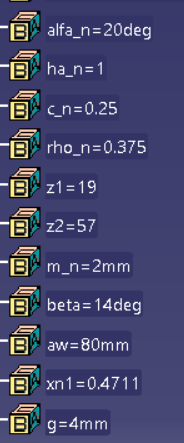 alfa_n=20deg
ha_n=1
c_n=0.25
rho_n=0.375
z1=19
z2=57
m_n=2mm
beta=14deg
aw=80mm
xn1=0.4711
g=4mm